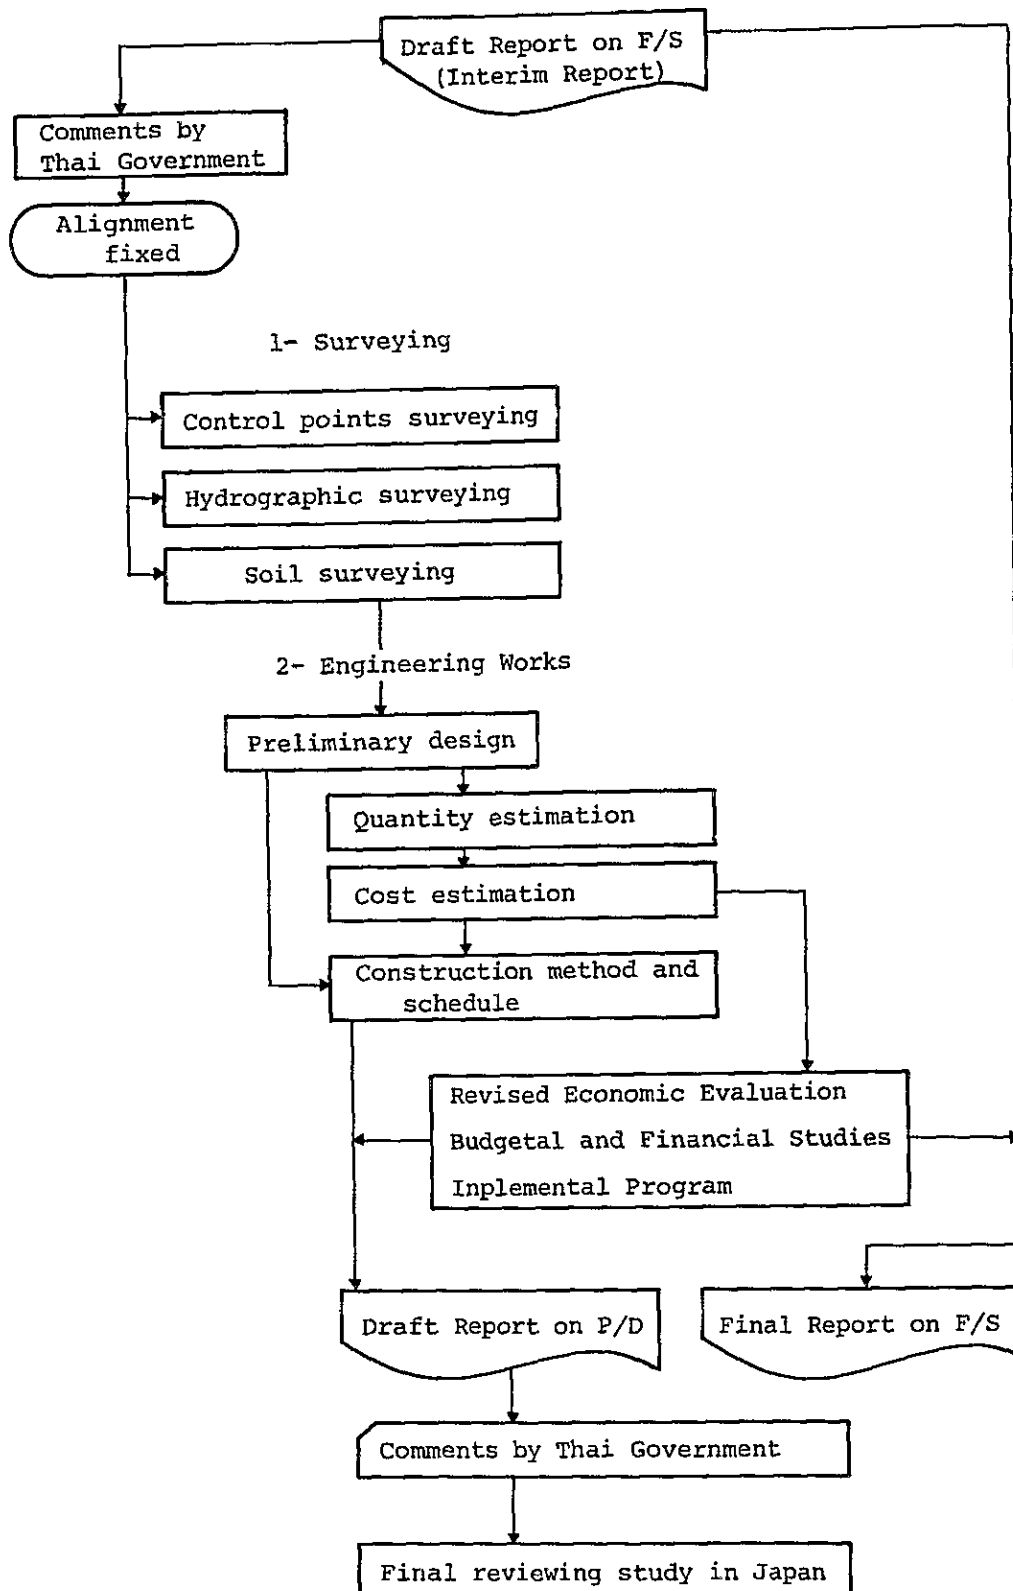 Draft Report on F/S
(Interim Report)
Comments by
Thai Government
Alignment
fixed
1- Surveying
Control points surveying
Hydrographic surveying
Soil surveying
2- Engineering Works
Preliminary design
Quantity estimation
Cost estimation
Construction method and
schedule
Revised Economic Evaluation
Budgetal and Financial Studies
Inplemental Program
Draft Report on P/D
Final Report on F/S
Comments by Thai Government
Final reviewing study in Japan